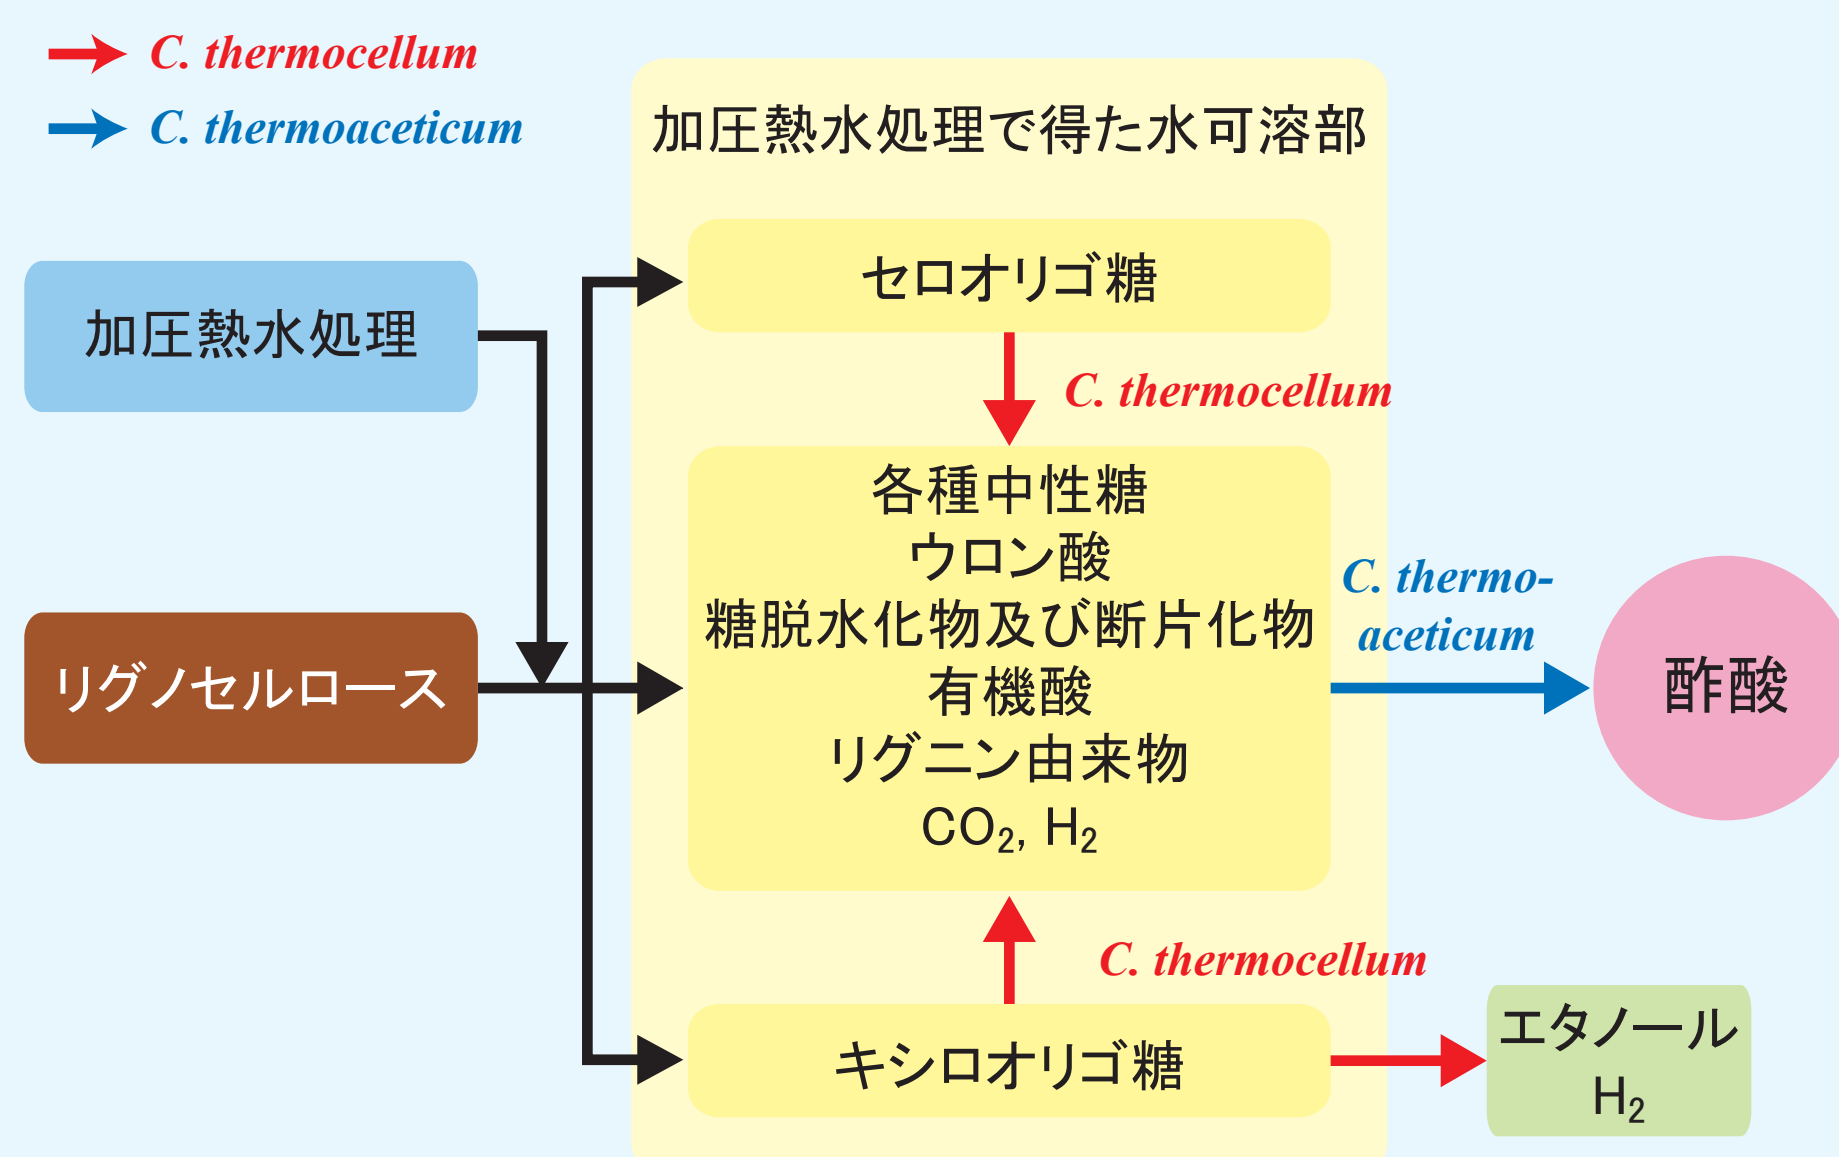 C. thermocellum
C. thermoaceticum
加圧熱水処理で得た水可溶部
加圧熱水処理
リグノセルロース
セロオリゴ糖
C. thermocellum
各種中性糖
ウロン酸
糖脱水化物及び断片化物
有機酸
リグニン由来物
CO₂, H₂
C. thermo-
aceticum
酢酸
C. thermocellum
キシロオリゴ糖
エタノール
H₂